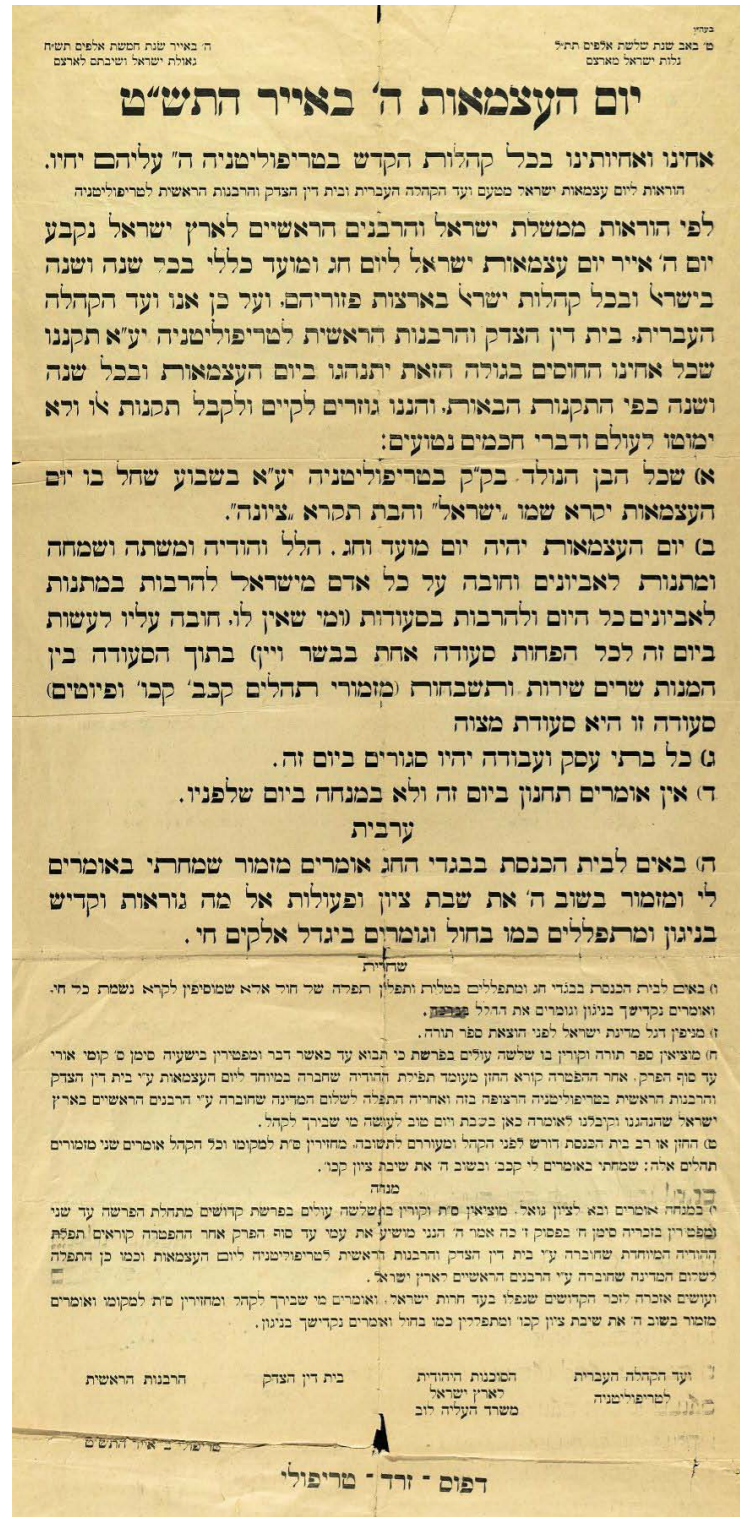 בעהי״ן
ט׳ באב שנת שלשת אלפים תת״ל
גלות ישראל מארצם
ה׳ באייר שנת חמשת אלפים תש״ח
גאולת ישראל ושיבתם לארצם
יום העצמאות ה׳ באייר התש״ט
אחינו ואחיותינו בכל קהלות הקדש בטריפוליטניה ה״ עליהם יחיו.
הוראות ליום עצמאות ישראל מטעם ועד הקהלה העברית ובית דין הצדק והרבנות הראשית לטריפוליטניה
לפי הוראות ממשלת ישראל והרבנים הראשיים לארץ ישראל נקבע
יום ה׳ אייר יום עצמאות ישראל ליום חג ומועד כללי בכל שנה ושנה
בישראל ובכל קהלות ישראל בארצות פזוריהם. ועל כן אנו ועד הקהלה
העברית. בית דין הצדק והרבנות הראשית לטריפוליטניה יע״א תקננו
שכל אחינו החוסים בגולה הזאת יתנהגו ביום העצמאות ובכל שנה
ושנה כפי התקנות הבאות, והננו גוזרים לקיים ולקבל תקנות אלו ולא
ימוטו לעולם ודברי חכמים נטועים:
א) שכל הבן הנולד בק״ק בטריפוליטניה יע״א בשבוע שחל בו יום
העצמאות יקרא שמו „ישראל״ והבת תקרא „ציונה״.
ב) יום העצמאות יהיה יום מועד וחג. הלל והודיה ומשתה ושמחה
ומתנות לאביונים וחובה על כל אדם מישראל להרבות במתנות
לאביונים כל היום ולהרבות בסעודות (ומי שאין לו, חובה עליו לעשות
ביום זה לכל הפחות סעודה אחת בבשר ויין) בתוך הסעודה בין
המנות שרים שירות ותשבחות (מזמורי תהלים קכב׳ קכו׳ ופיוטים)
סעודה זו היא סעודת מצוה
ג) כל בתי עסק ועבודה יהיו סגורים ביום זה.
ד) אין אומרים תחנון ביום זה ולא במנחה ביום שלפניו.
ערבית
ה) באים לבית הכנסת בבגדי החג אומרים מזמור שמחתי באומרים
לי ומזמור בשוב ה׳ את שבת ציון ופעולות אל מה נוראות וקדיש
בניגון ומתפללים כמו בחול וגומרים ביגדל אלקים חי.
שחרית
ו) באים לבית הכנסת בבגדי חג ומתפללים בטלית ותפלין תפלה של חול אלא שמוסיפין לקרא נשמת כל חי.
ואומרים נקדישך בניגון וגומרים את ההלל
ז) מניפין דגל מדינת ישראל לפני הוצאת ספר תורה.
ח) מוציאין ספר תורה וקורין בו שלשה עולים בפרשת כי תבוא עד כאשר דבר ומפטירין בישעיה סימן ס׳ קומי אורי
עד סוף הפרק. אחר ההפטרה קורא החזן מעומד תפילת ההודיה שחברה במיוחד ליום העצמאות ע״י בית דין הצדק
והרבנות הראשית בטריפוליטניה הרצופה בזה ואחריה התפלה לשלום המדינה שחוברה ע״י הרבנים הראשיים בארץ
ישראל שהנהגנו וקיבלנו לאומרה כאן בשבת ויום טוב לעושה מי שבירך לקהל.
ט) החזן או רב בית הכנסת דורש לפני הקהל ומעוררם לתשובה. מחזירין ס״ת למקומו וכל הקהל אומרים שני מזמורים
תהלים אלה: שמחתי באומרים לי קכב׳ ובשוב ה׳ את שיבת ציון קכו׳.
מנחה
י) במנחה אומרים ובא לציון גואל. מוציאין ס״ת וקורין בו שלשה עולים בפרשת קדושים מתחלת הפרשה עד שני
ומפטירין בזכריה סימן ח׳ בפסוק ז׳ כה אמר ה׳ הנני מושיע את עמי עד סוף הפרק אחר ההפטרה קוראים תפלת
ההודיה המיוחדת שחוברה ע״י בית דין הצדק והרבנות הראשית לטריפוליטניה ליום העצמאות וכמו כן התפלה
לשלום המדינה שחוברה ע״י הרבנים הראשיים לארץ ישראל.
ועושים אזכרה לזכר הקדושים שנפלו בעד חרות ישראל. ואומרים מי שבירך לקהל ומחזירין ס״ת למקומו ואומרים
מזמור בשוב ה׳ את שיבת ציון קכו׳ ומתפללין כמו בחול ואומרים נקדישך בניגון.
ועד הקהלה העברית
לטריפוליטניה
הסוכנות היהודית
לארץ ישראל
משרד העליה לוב
בית דין הצדק
הרבנות הראשית
טריפולי ב׳ אייר התש״ט
דפוס - זרד - טריפולי